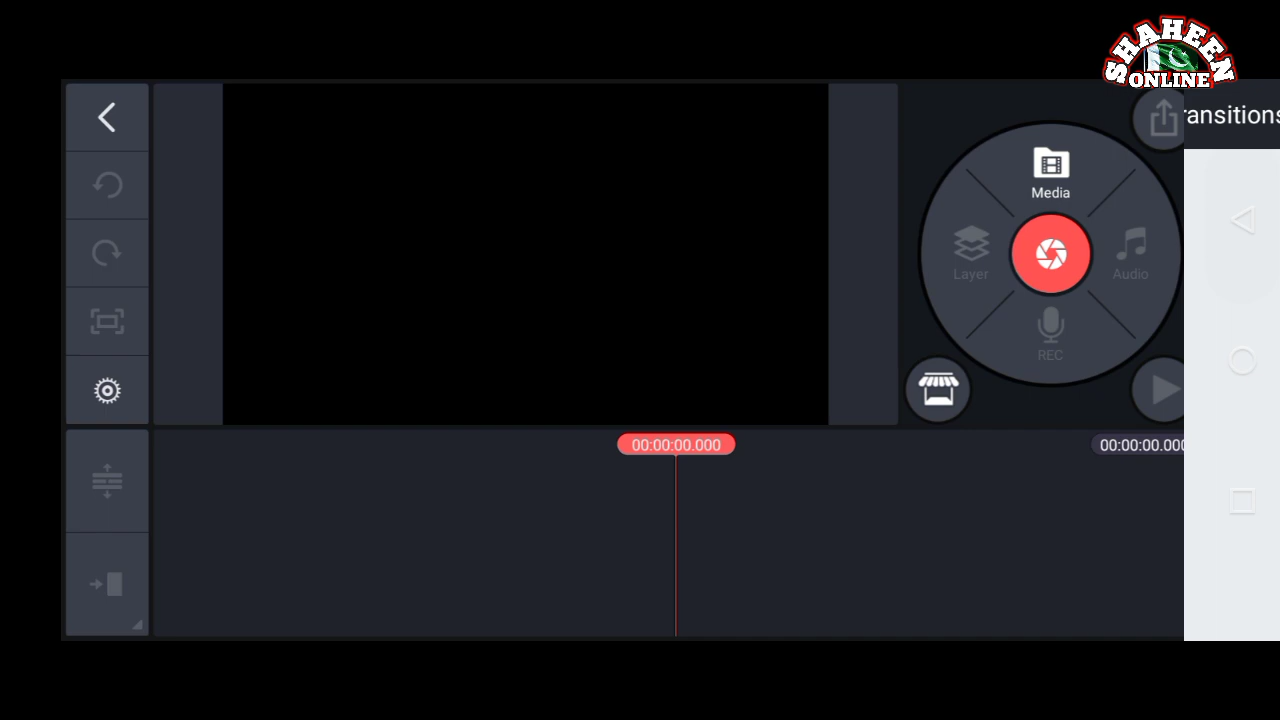 SHAHEEN
ONLINE
ransitions
Media
Layer
Audio
REC
00:00:00.000
00:00:00.000